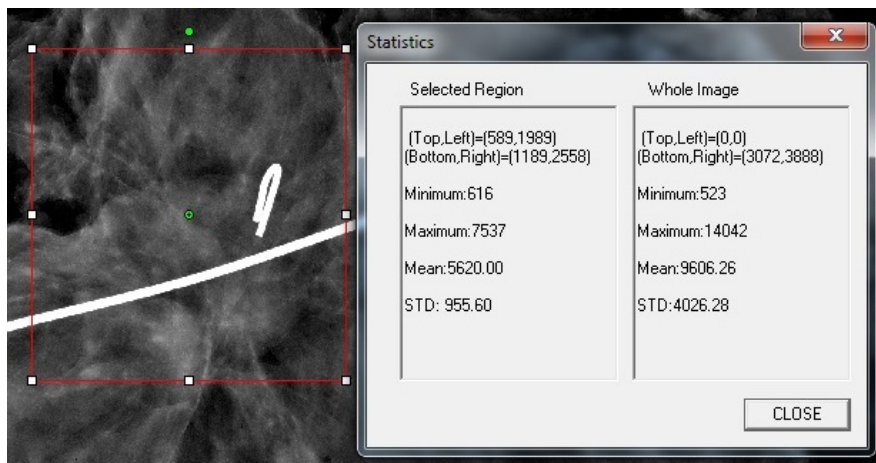 Statistics
Selected Region
(Top,Left)=(589,1989)
(Bottom,Right)=(1189,2558)
Minimum:616
Maximum:7537
Mean:5620.00
STD: 955.60
Whole Image
(Top,Left)=(0,0)
(Bottom,Right)=(3072,3888)
Minimum:523
Maximum:14042
Mean:9606.26
STD:4026.28
CLOSE